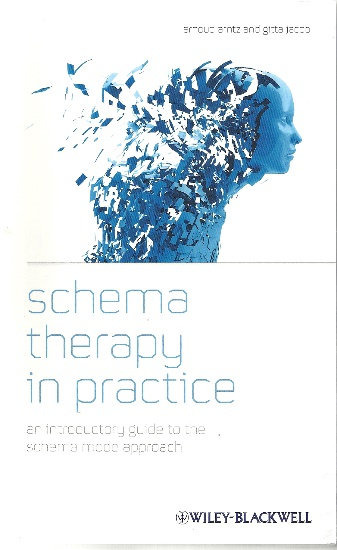 arnoud arntz and gitta jacob
schema
therapy
in practice
an introductory guide to the
schema mode approach
WILEY-BLACKWELL